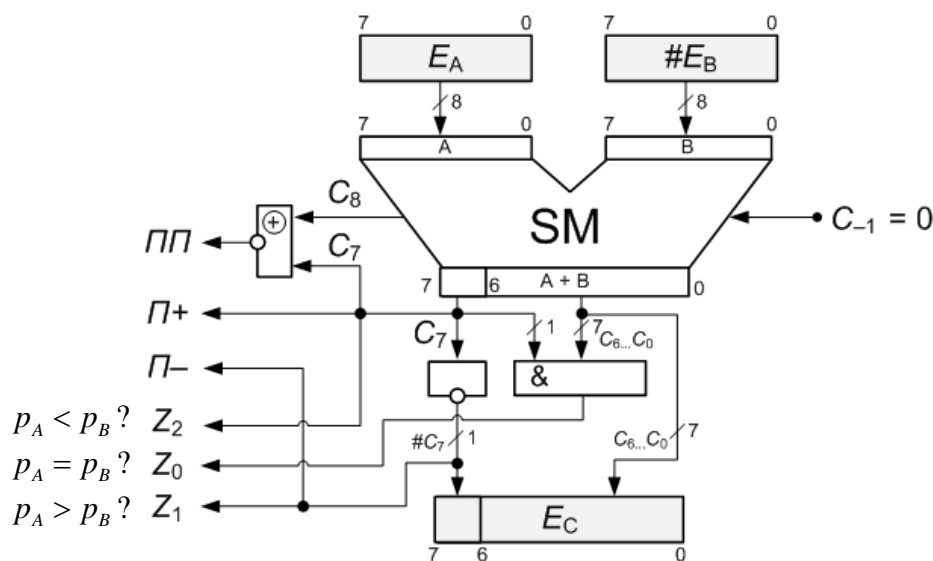 7 0 7 0
E_A #E_B
8 8
7 0 7 0
A B
C_8 SM C_{–1} = 0
⊕
ПП C_7
7 6 A + B 0
П+ 1 7
C_7 C_6...C_0
П– &
p_A < p_B ? Z_2
#C_7 1 C_6...C_0 7
p_A = p_B ? Z_0
p_A > p_B ? Z_1
E_C
7 6 0